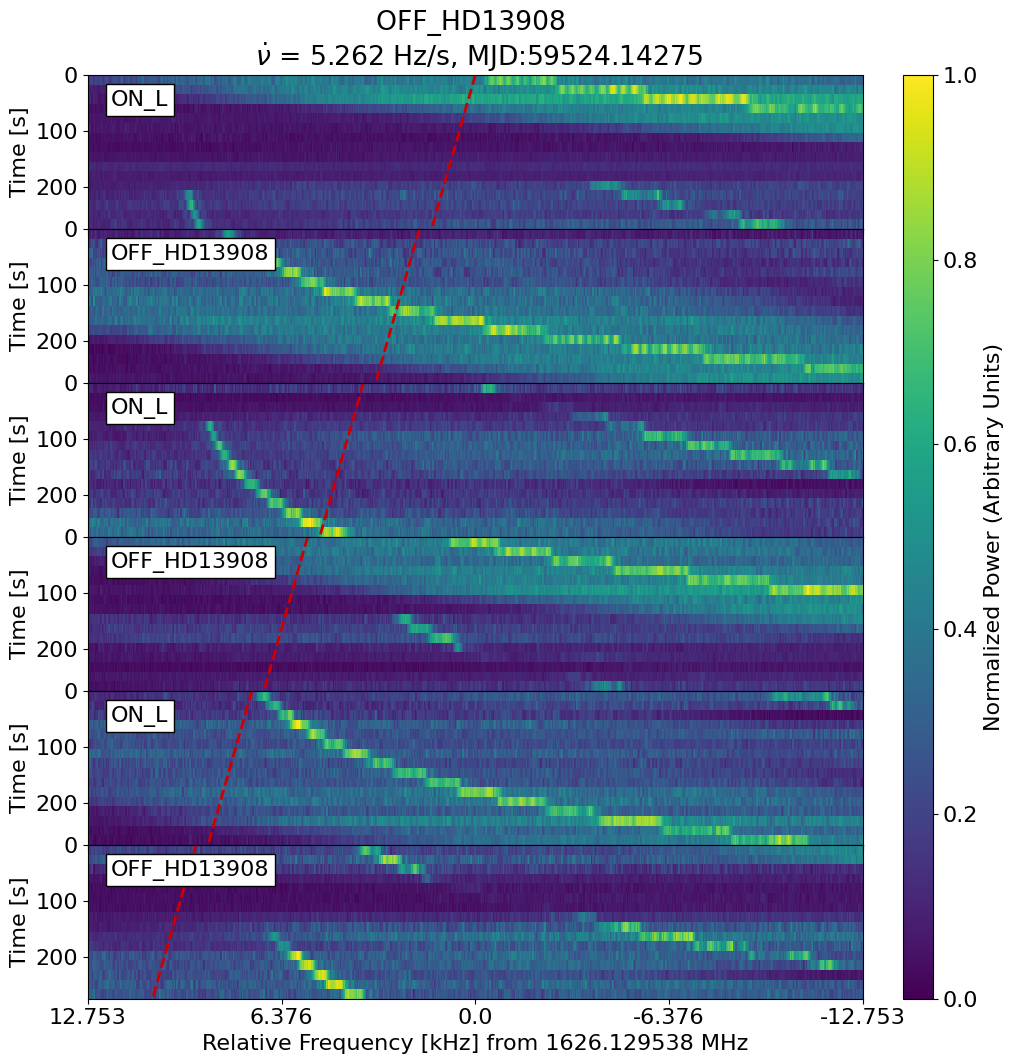 OFF_HD13908
ν̇ = 5.262 Hz/s, MJD:59524.14275
0
ON_L
100
Time [s]
200
0
OFF_HD13908
100
Time [s]
200
0
ON_L
100
Time [s]
200
0
OFF_HD13908
100
Time [s]
200
0
ON_L
100
Time [s]
200
0
OFF_HD13908
100
Time [s]
200
12.753 6.376 0.0 -6.376 -12.753
Relative Frequency [kHz] from 1626.129538 MHz
1.0
0.8
0.6
0.4
0.2
0.0
Normalized Power (Arbitrary Units)